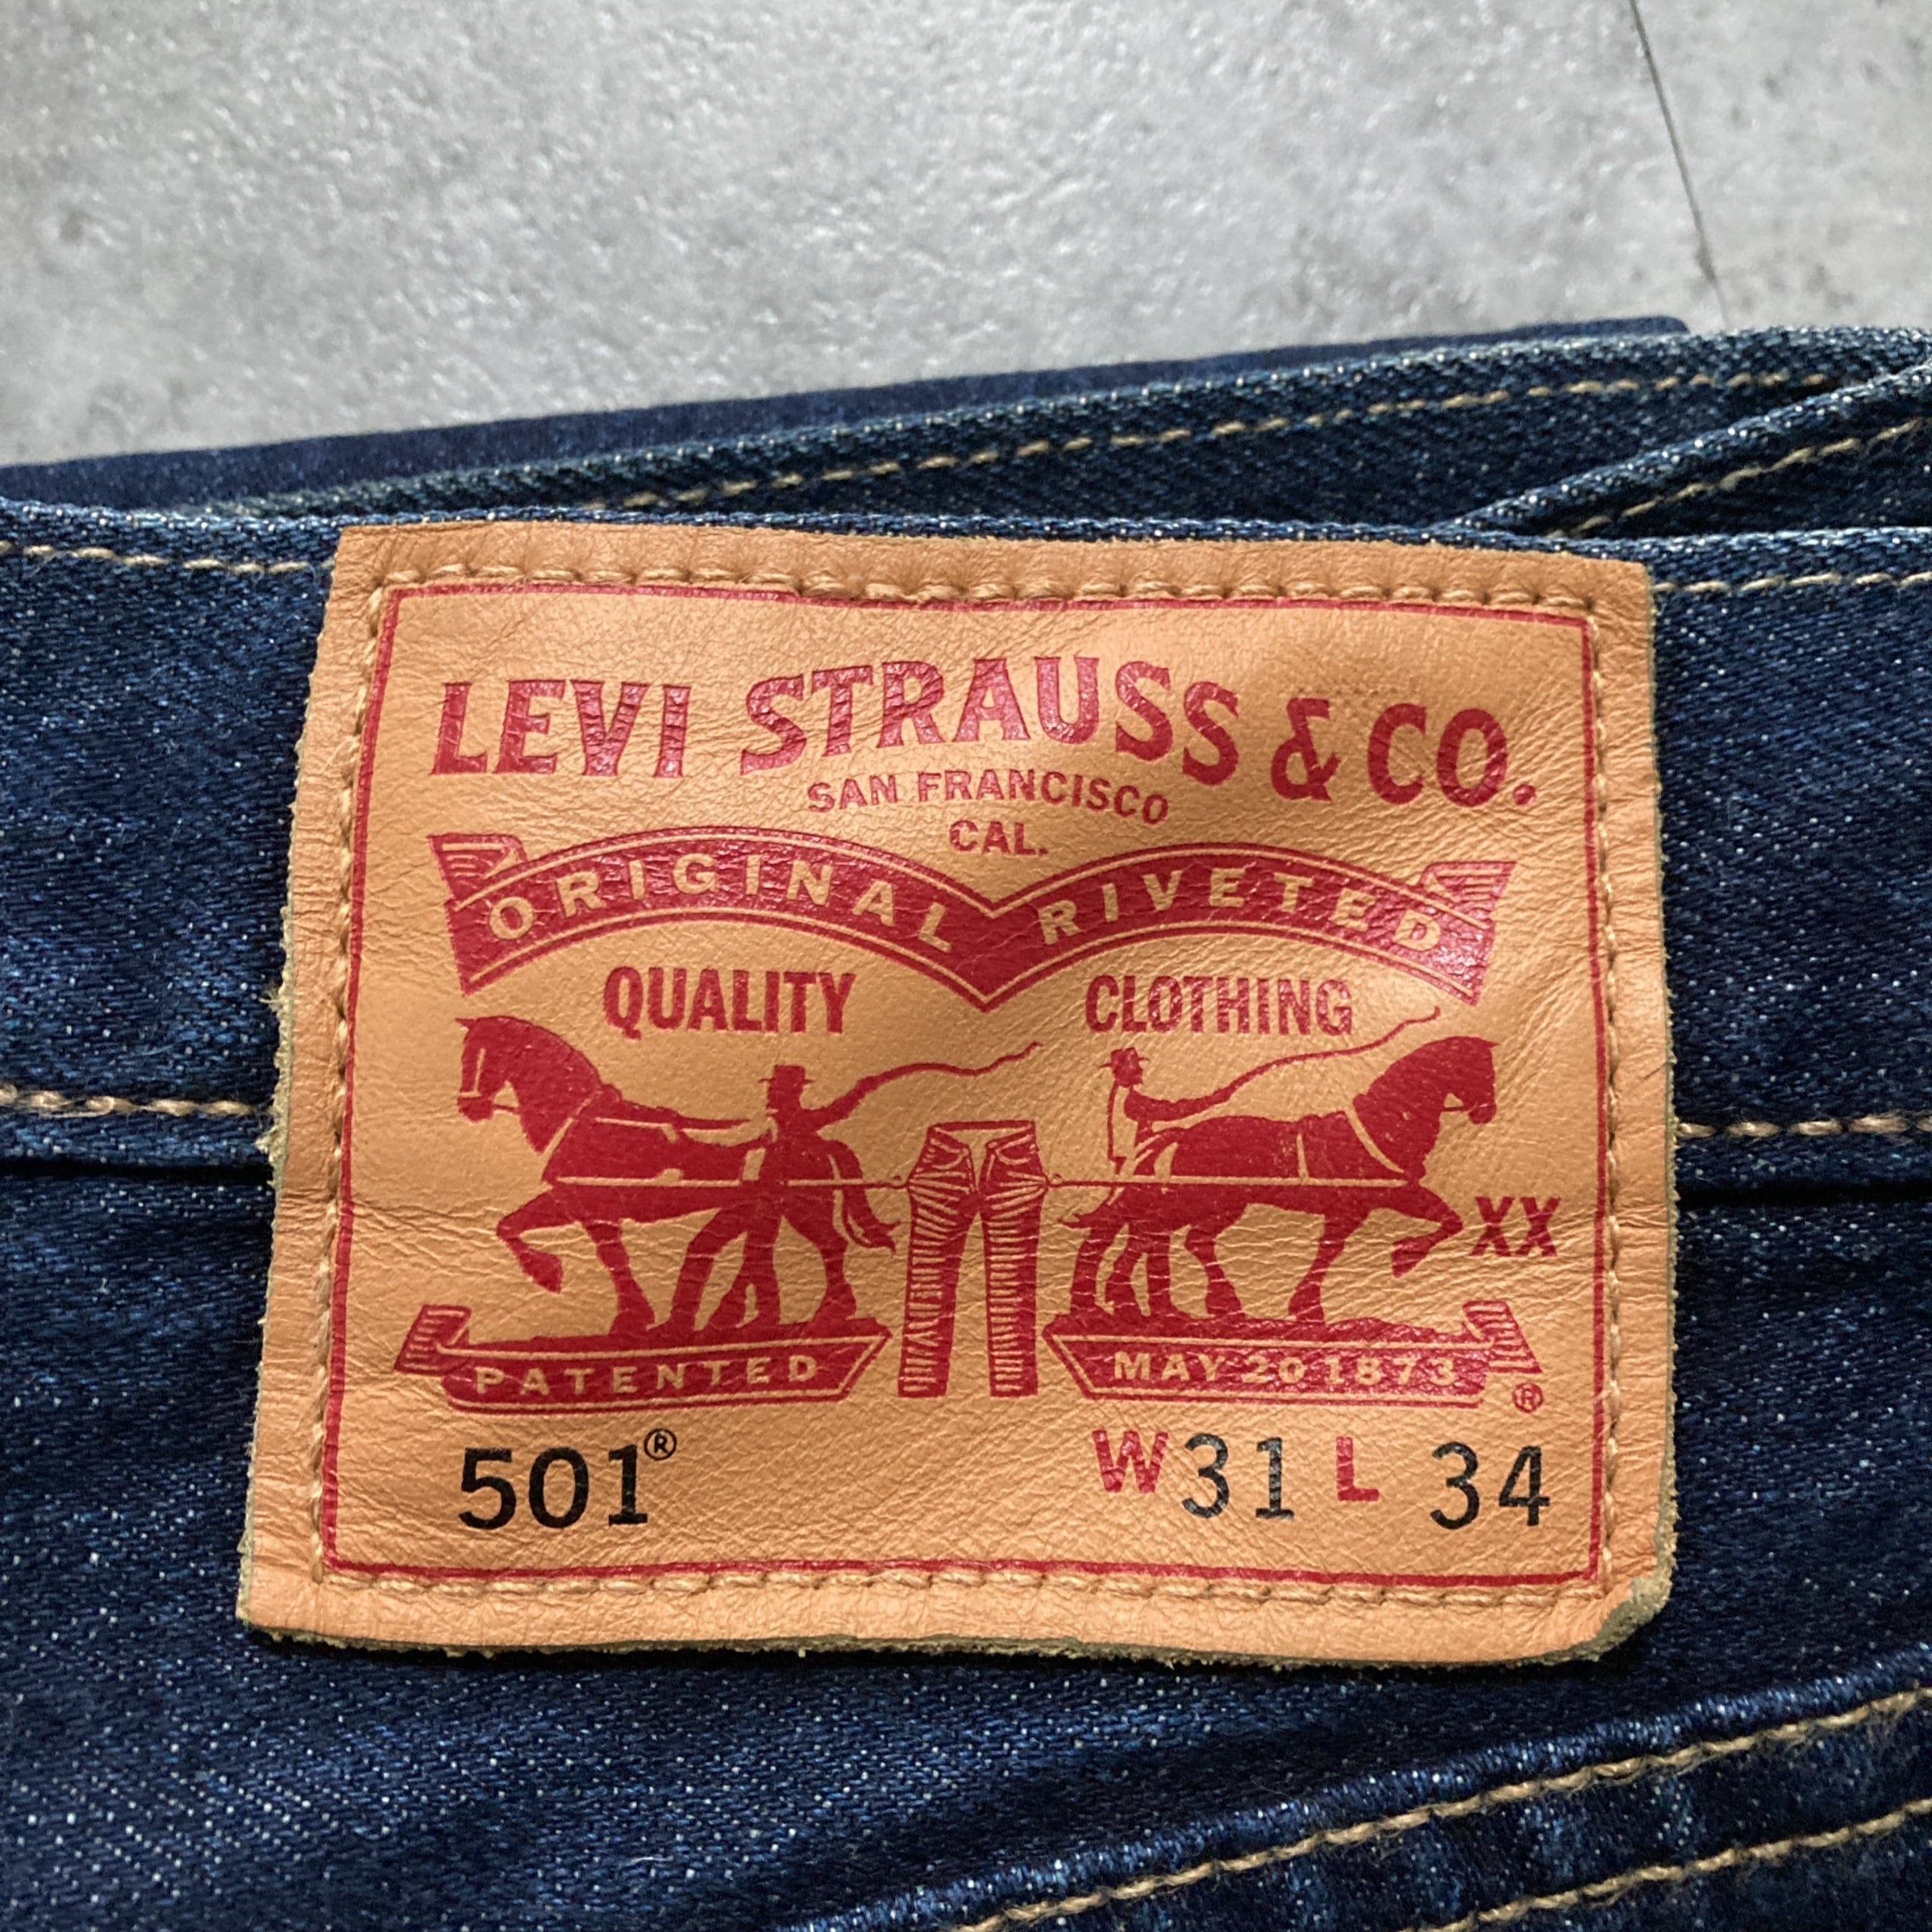 LEVI STRAUSS & CO.
SAN FRANCISCO
CAL.
ORIGINAL RIVETED
QUALITY CLOTHING
XX
PATENTED MAY 20 1873 ®
501® W 31 L 34